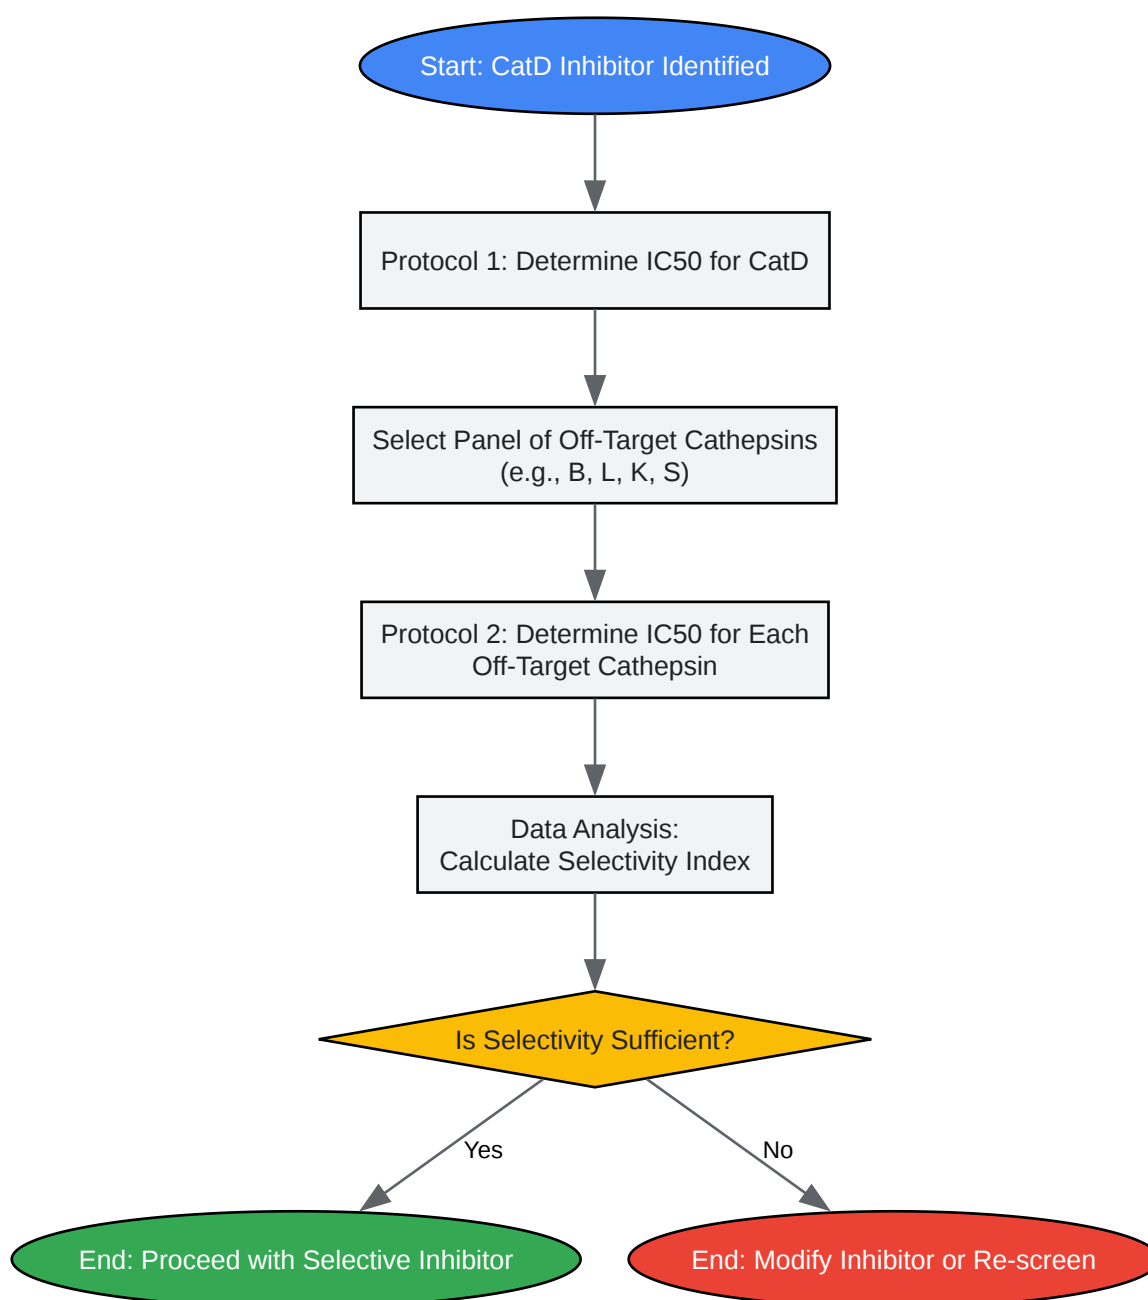 Start: CatD Inhibitor Identified
Protocol 1: Determine IC50 for CatD
Select Panel of Off-Target Cathepsins
(e.g., B, L, K, S)
Protocol 2: Determine IC50 for Each
Off-Target Cathepsin
Data Analysis:
Calculate Selectivity Index
Is Selectivity Sufficient?
Yes
No
End: Proceed with Selective Inhibitor
End: Modify Inhibitor or Re-screen